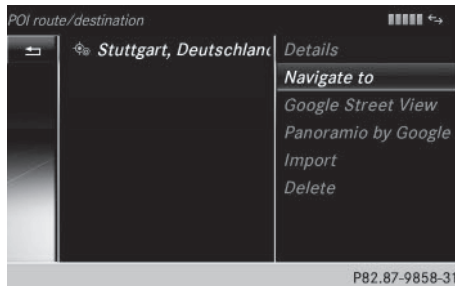 POI route/destination
Stuttgart, Deutschland
Details
Navigate to
Google Street View
Panoramio by Google
Import
Delete
P82.87-9858-31